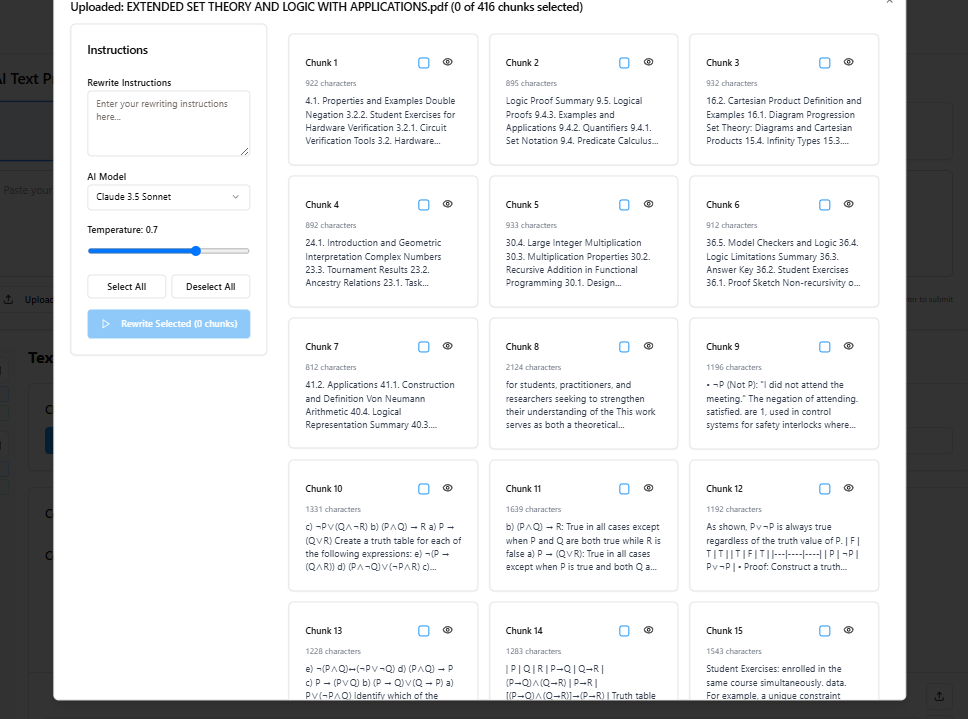 Uploaded: EXTENDED SET THEORY AND LOGIC WITH APPLICATIONS.pdf (0 of 416 chunks selected)
Instructions
Rewrite Instructions
Enter your rewriting instructions
here...
AI Model
Claude 3.5 Sonnet
Temperature: 0.7
Select All
Deselect All
Rewrite Selected (0 chunks)
Chunk 1
922 characters
4.1. Properties and Examples Double
Negation 3.2.2. Student Exercises for
Hardware Verification 3.2.1. Circuit
Verification Tools 3.2. Hardware...
Chunk 2
895 characters
Logic Proof Summary 9.5. Logical
Proofs 9.4.3. Examples and
Applications 9.4.2. Quantifiers 9.4.1.
Set Notation 9.4. Predicate Calculus...
Chunk 3
932 characters
16.2. Cartesian Product Definition and
Examples 16.1. Diagram Progression
Set Theory: Diagrams and Cartesian
Products 15.4. Infinity Types 15.3....
Chunk 4
892 characters
24.1. Introduction and Geometric
Interpretation Complex Numbers
23.3. Tournament Results 23.2.
Ancestry Relations 23.1. Task...
Chunk 5
933 characters
30.4. Large Integer Multiplication
30.3. Multiplication Properties 30.2.
Recursive Addition in Functional
Programming 30.1. Design...
Chunk 6
912 characters
36.5. Model Checkers and Logic 36.4.
Logic Limitations Summary 36.3.
Answer Key 36.2. Student Exercises
36.1. Proof Sketch Non-recursivity o...
Chunk 7
812 characters
41.2. Applications 41.1. Construction
and Definition Von Neumann
Arithmetic 40.4. Logical
Representation Summary 40.3....
Chunk 8
2124 characters
for students, practitioners, and
researchers seeking to strengthen
their understanding of the This work
serves as both a theoretical...
Chunk 9
1196 characters
• ¬P (Not P): "I did not attend the
meeting." The negation of attending.
satisfied. are 1, used in control
systems for safety interlocks where...
Chunk 10
1331 characters
c) ¬P∨(Q∧¬R) b) (P∧Q) → R a) P →
(Q∨R) Create a truth table for each of
the following expressions: e) ¬(P →
(Q∧R)) d) (P∧¬Q)∨(¬P∧R) c)...
Chunk 11
1639 characters
b) (P∧Q) → R: True in all cases except
when P and Q are both true while R is
false a) P → (Q∨R): True in all cases
except when P is true and both Q a...
Chunk 12
1192 characters
As shown, P∨¬P is always true
regardless of the truth value of P. | F |
T | T | | T | F | T | |---|----|----| | P | ¬P |
P∨¬P | • Proof: Construct a truth...
Chunk 13
1228 characters
e) ¬(P∧Q)↔(¬P∨¬Q) d) (P∧Q) → P
c) P → (P∨Q) b) (P → Q)∨(Q → P) a)
P∨(¬P∧Q) Identify which of the
Chunk 14
1283 characters
| P | Q | R | P→Q | Q→R |
(P→Q)∧(Q→R) | P→R |
[(P→Q)∧(Q→R)]→(P→R) | Truth table
Chunk 15
1543 characters
Student Exercises: enrolled in the
same course simultaneously. data.
For example, a unique constraint
AI Text P
Paste your
Upload
Tex
er to submit